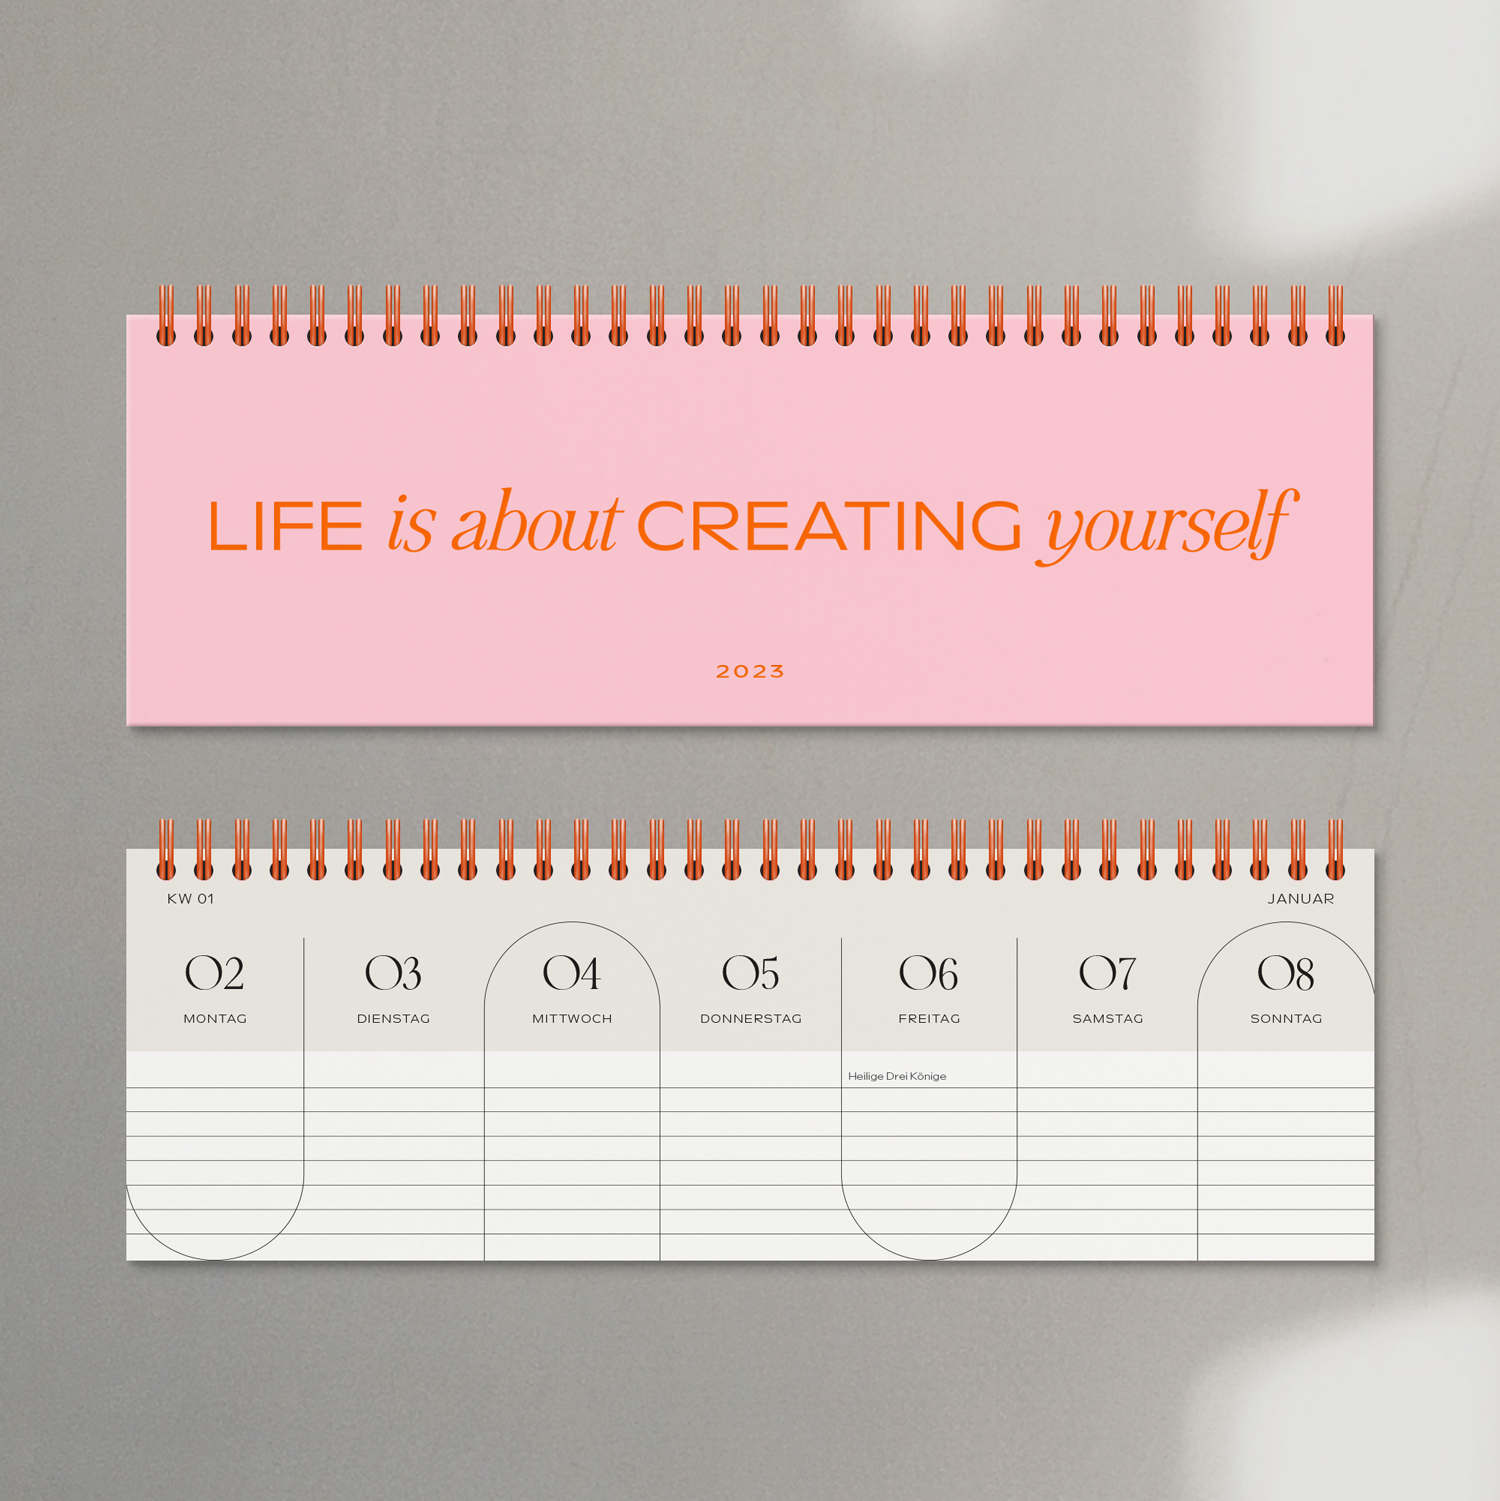 LIFE is about CREATING yourself
2023
KW 01 JANUAR
02 03 04 05 06 07 08
MONTAG DIENSTAG MITTWOCH DONNERSTAG FREITAG SAMSTAG SONNTAG
Heilige Drei Könige